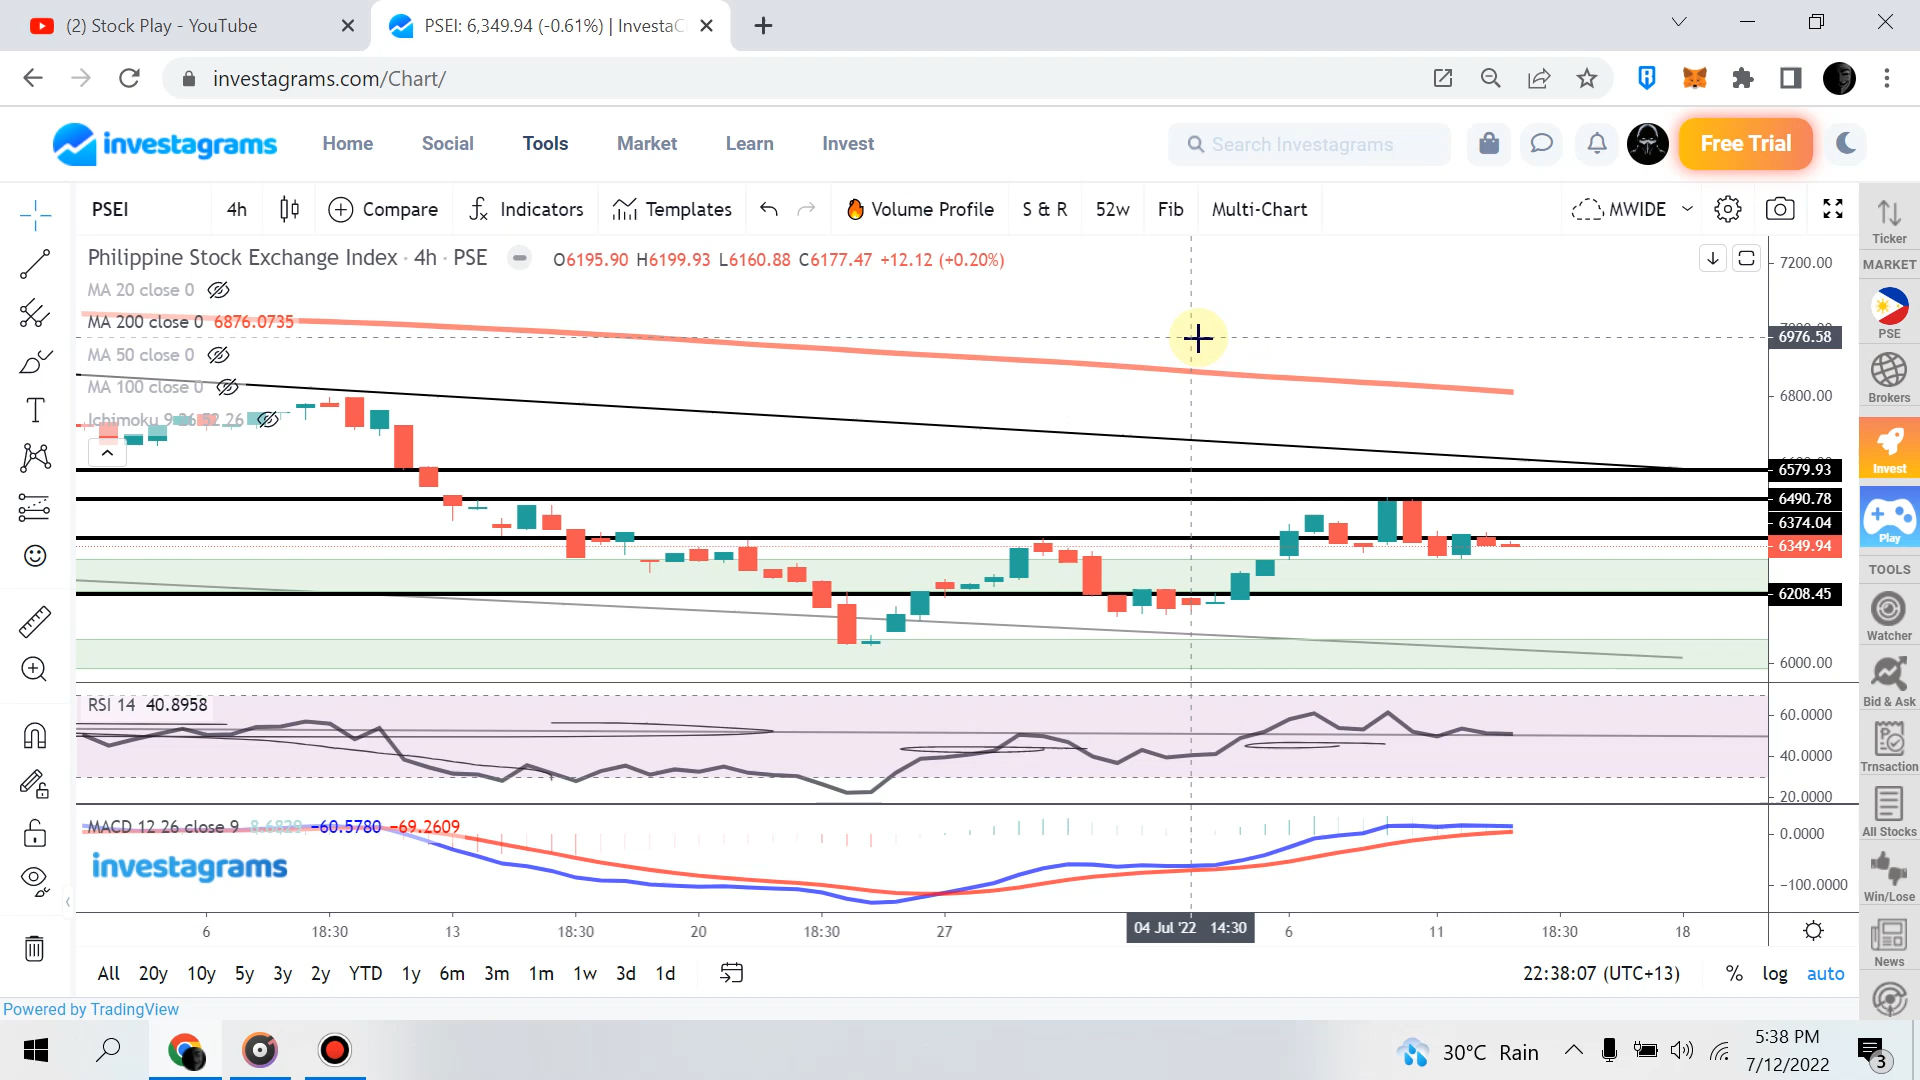 (2) Stock Play - YouTube
PSEI: 6,349.94 (-0.61%) | InvestaC
investagrams.com/Chart/
investagrams
Home
Social
Tools
Market
Learn
Invest
Search Investagrams
Free Trial
PSEI
4h
Compare
Indicators
Templates
Volume Profile
S & R
52w
Fib
Multi-Chart
MWIDE
Philippine Stock Exchange Index · 4h · PSE
O6195.90 H6199.93 L6160.88 C6177.47 +12.12 (+0.20%)
MA 20 close 0
MA 200 close 0 6876.0735
MA 50 close 0
MA 100 close 0
Ichimoku 9 26 52 26
7200.00
6976.58
6800.00
6579.93
6490.78
6374.04
6349.94
6208.45
6000.00
RSI 14 40.8958
60.0000
40.0000
20.0000
MACD 12 26 close 9 8.6829 −60.5780 −69.2609
0.0000
−100.0000
investagrams
6
18:30
13
18:30
20
18:30
27
04 Jul '22 14:30
6
11
18:30
18
All
20y
10y
5y
3y
2y
YTD
1y
6m
3m
1m
1w
3d
1d
22:38:07 (UTC+13)
%
log
auto
Powered by TradingView
Ticker
MARKET
PSE
Brokers
Invest
Play
TOOLS
Watcher
Bid & Ask
Trnsaction
All Stocks
Win/Lose
News
30°C Rain
5:38 PM
7/12/2022
3